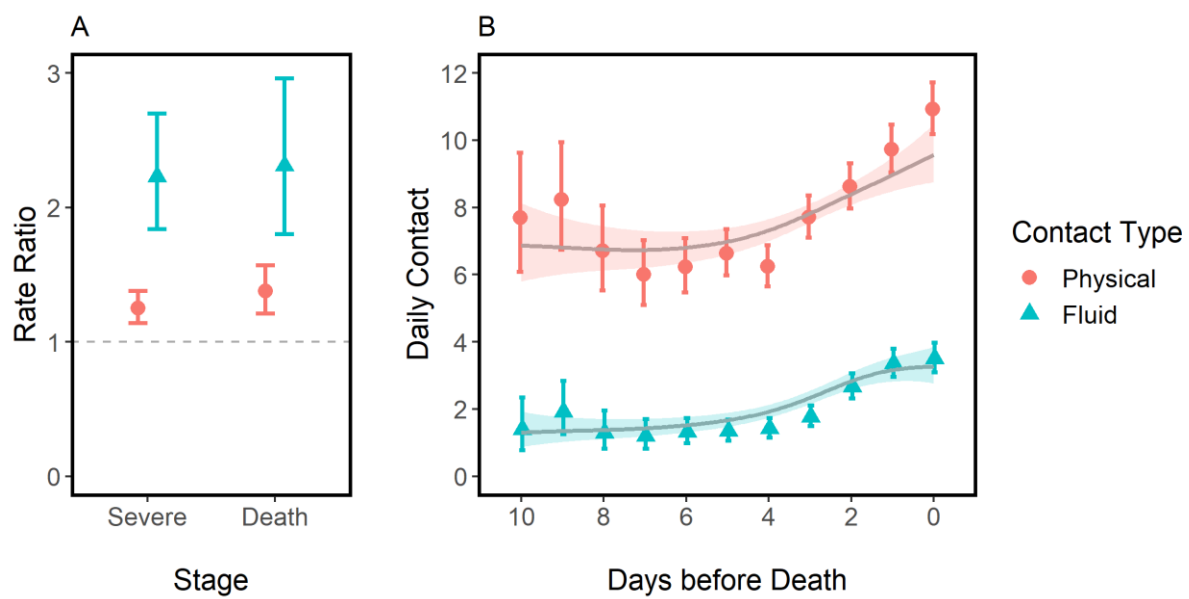 A
B
3
2
1
0
Rate Ratio
Severe
Death
Stage
12
10
8
6
4
2
0
Daily Contact
10
8
6
4
2
0
Days before Death
Contact Type
Physical
Fluid